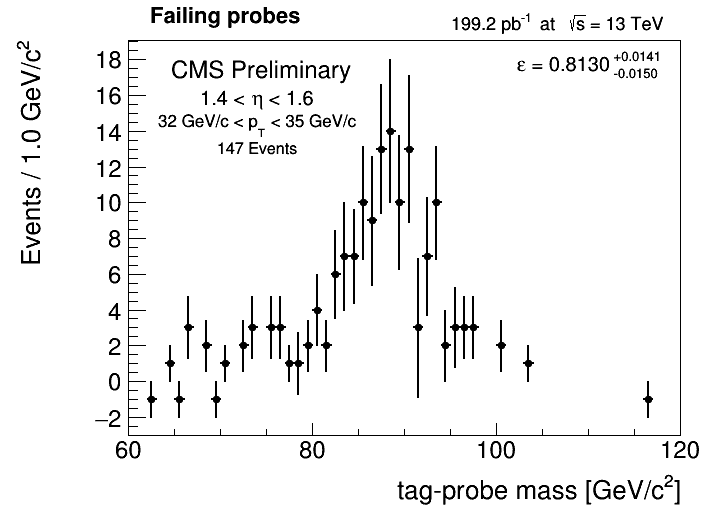 Failing probes
199.2 pb⁻¹ at √s = 13 TeV
CMS Preliminary
1.4 < η < 1.6
32 GeV/c < p_T < 35 GeV/c
147 Events
ε = 0.8130 +0.0141 -0.0150
Events / 1.0 GeV/c²
18
16
14
12
10
8
6
4
2
0
−2
60 80 100 120
tag-probe mass [GeV/c²]